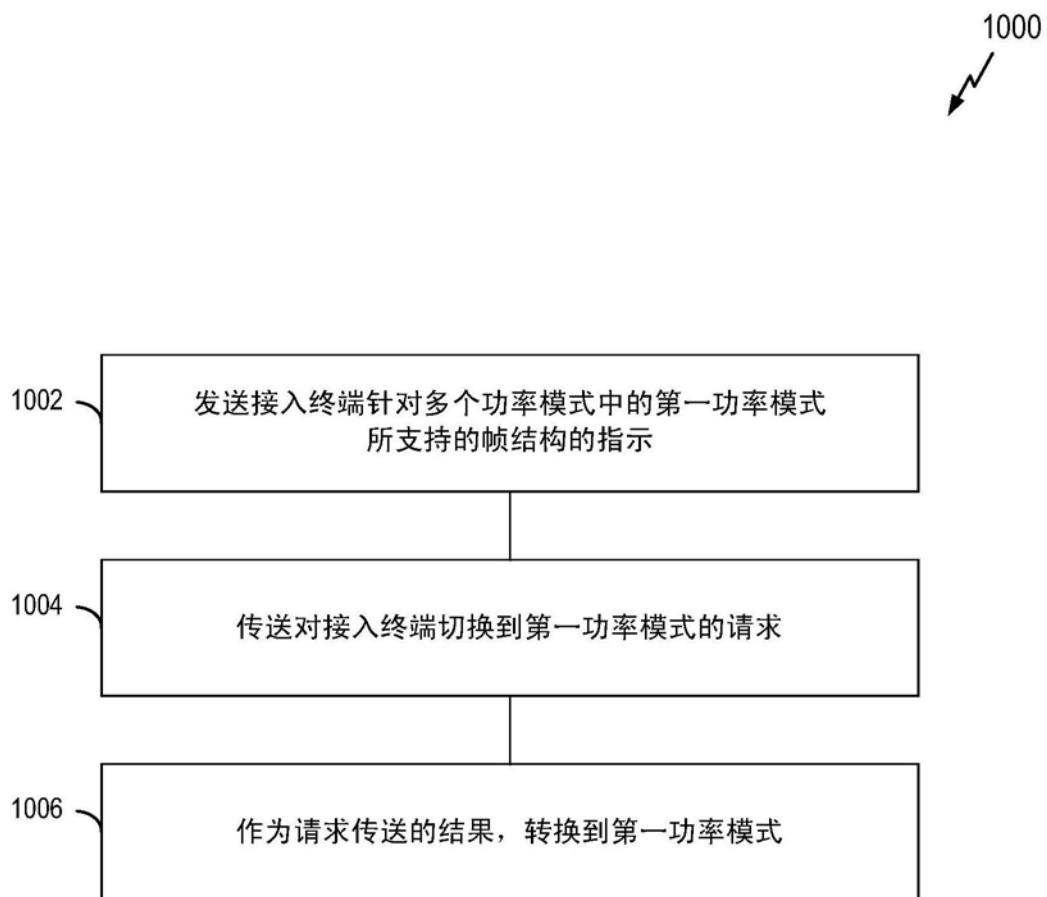 1000
1002
发送接入终端针对多个功率模式中的第一功率模式
所支持的帧结构的指示
1004
传送对接入终端切换到第一功率模式的请求
1006
作为请求传送的结果，转换到第一功率模式